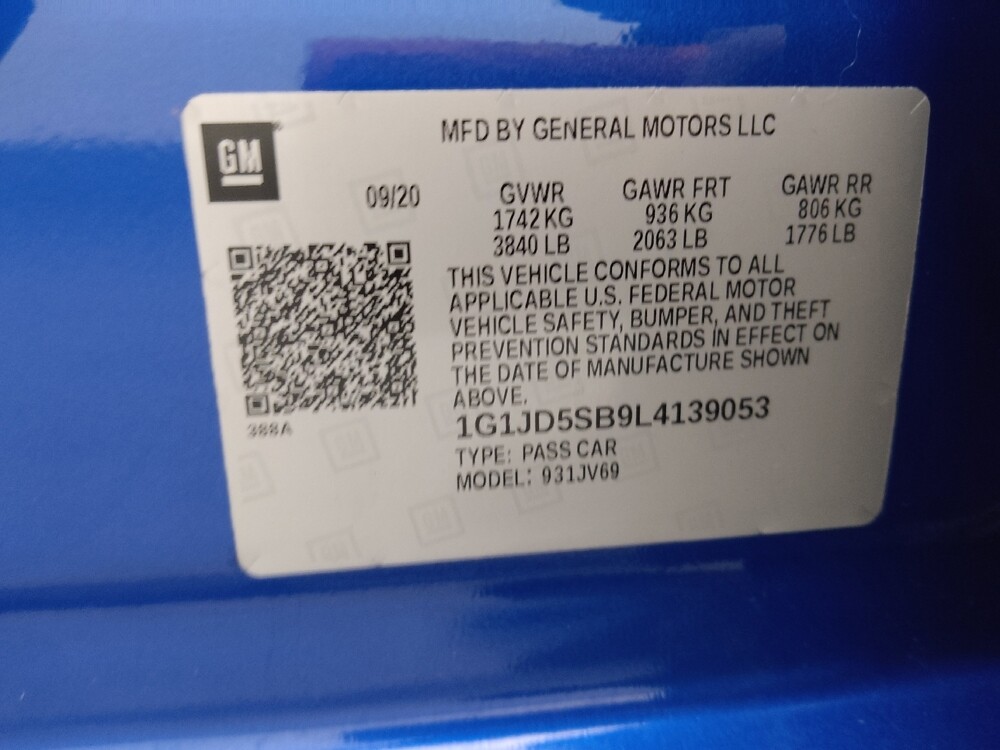 GM
MFD BY GENERAL MOTORS LLC
09/20
GVWR GAWR FRT GAWR RR
1742 KG 936 KG 806 KG
3840 LB 2063 LB 1776 LB
THIS VEHICLE CONFORMS TO ALL
APPLICABLE U.S. FEDERAL MOTOR
VEHICLE SAFETY, BUMPER, AND THEFT
PREVENTION STANDARDS IN EFFECT ON
THE DATE OF MANUFACTURE SHOWN
ABOVE.
388A
1G1JD5SB9L4139053
TYPE: PASS CAR
MODEL: 931JV69